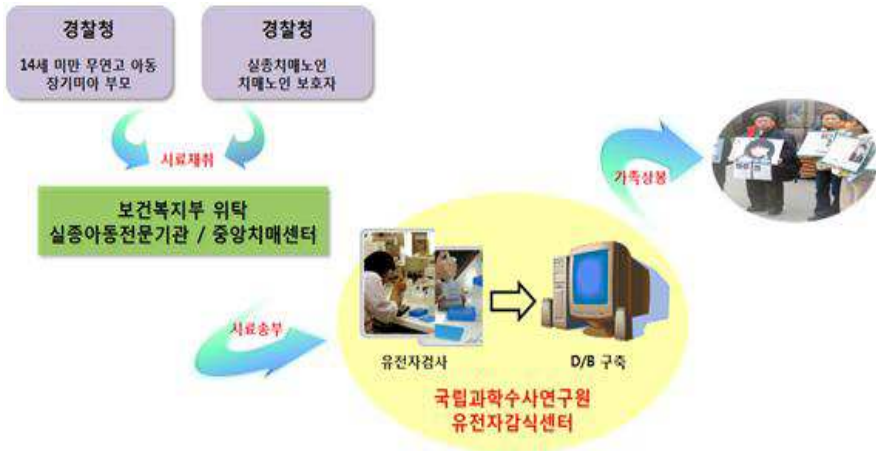 경찰청
14세 미만 무연고 아동
장기미아 부모
경찰청
실종치매노인
치매노인 보호자
시료채취
보건복지부 위탁
실종아동전문기관 / 중앙치매센터
시료송부
유전자검사
D/B 구축
국립과학수사연구원
유전자감식센터
가족상봉